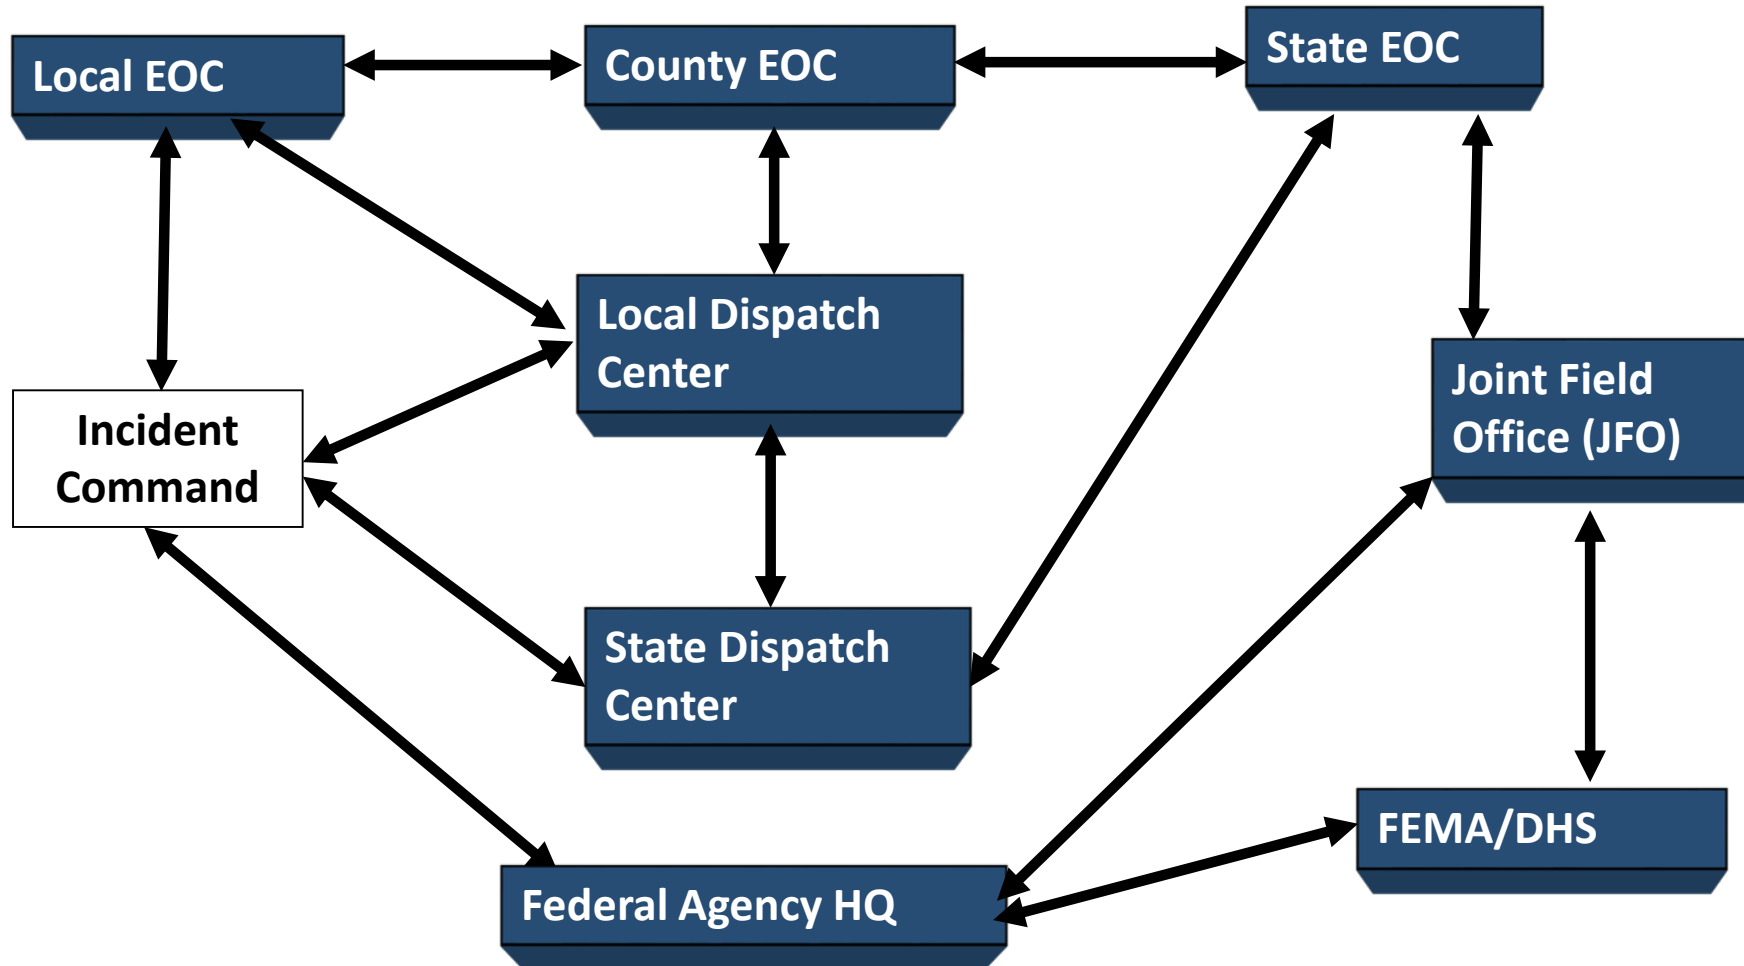 Local EOC
County EOC
State EOC
Local Dispatch
Center
Joint Field
Office (JFO)
Incident
Command
State Dispatch
Center
FEMA/DHS
Federal Agency HQ